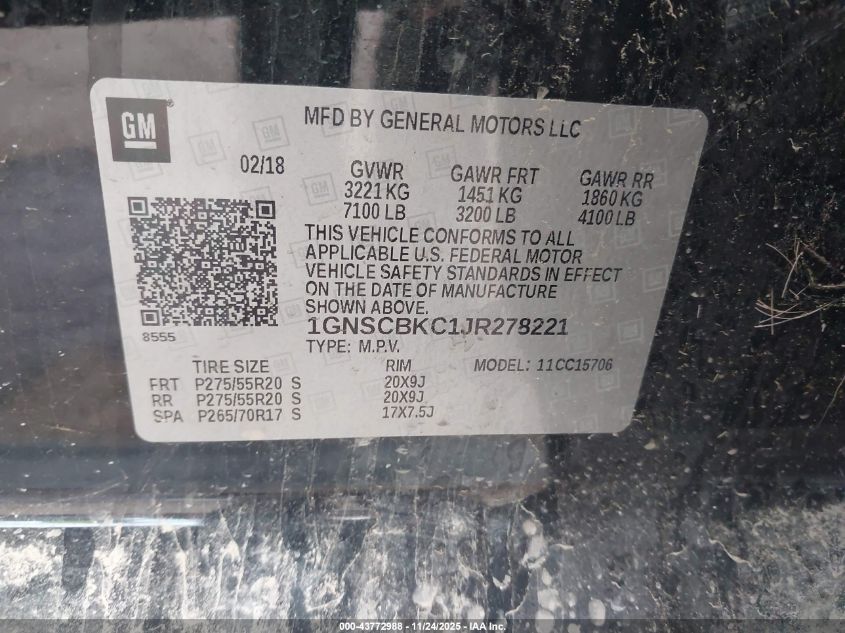 GM
®
MFD BY GENERAL MOTORS LLC
02/18 GVWR GAWR FRT GAWR RR
3221 KG 1451 KG 1860 KG
7100 LB 3200 LB 4100 LB
THIS VEHICLE CONFORMS TO ALL
APPLICABLE U.S. FEDERAL MOTOR
VEHICLE SAFETY STANDARDS IN EFFECT
ON THE DATE OF MANUFACTURE
SHOWN ABOVE.
8555
1GNSCBKC1JR278221
TYPE: M.P.V.
TIRE SIZE RIM MODEL: 11CC15706
FRT P275/55R20 S 20X9J
RR P275/55R20 S 20X9J
SPA P265/70R17 S 17X7.5J
000-43772988 - 11/24/2025 - IAA Inc.